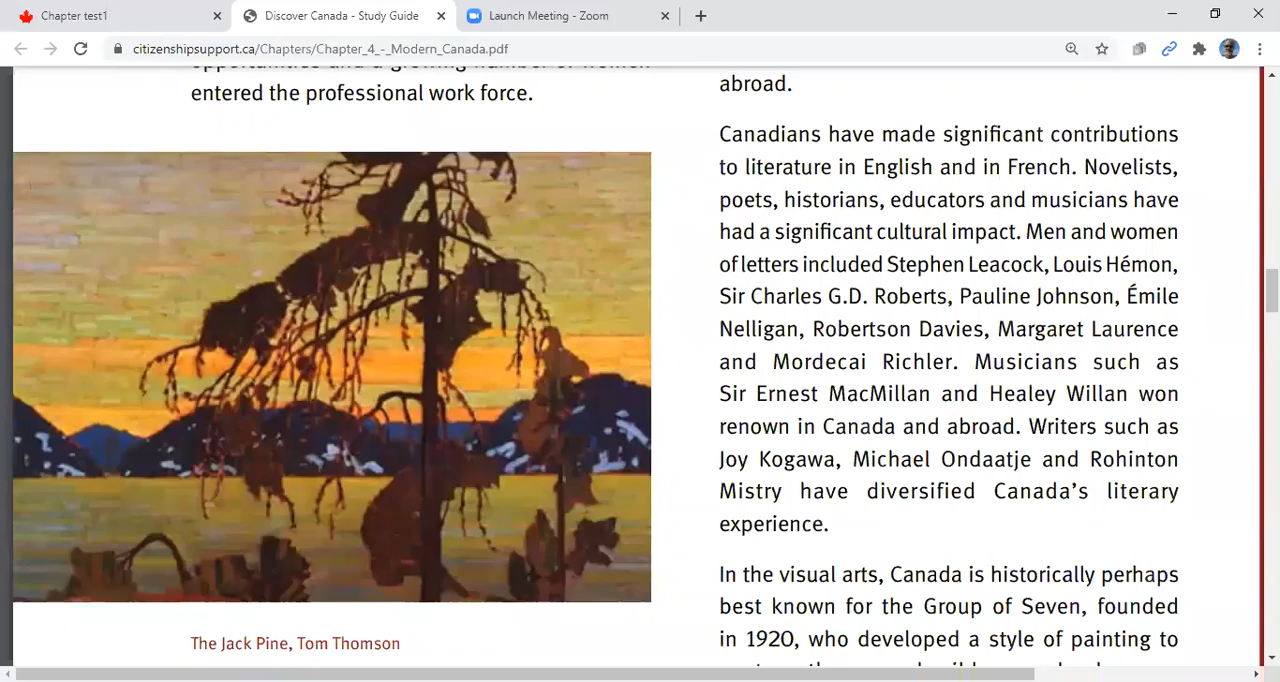 Chapter test1
Discover Canada - Study Guide
Launch Meeting - Zoom
citizenshipsupport.ca/Chapters/Chapter_4_-_Modern_Canada.pdf
opportunities and a growing number of women
entered the professional work force.
The Jack Pine, Tom Thomson
abroad.
Canadians have made significant contributions
to literature in English and in French. Novelists,
poets, historians, educators and musicians have
had a significant cultural impact. Men and women
of letters included Stephen Leacock, Louis Hémon,
Sir Charles G.D. Roberts, Pauline Johnson, Émile
Nelligan, Robertson Davies, Margaret Laurence
and Mordecai Richler. Musicians such as
Sir Ernest MacMillan and Healey Willan won
renown in Canada and abroad. Writers such as
Joy Kogawa, Michael Ondaatje and Rohinton
Mistry have diversified Canada's literary
experience.
In the visual arts, Canada is historically perhaps
best known for the Group of Seven, founded
in 1920, who developed a style of painting to